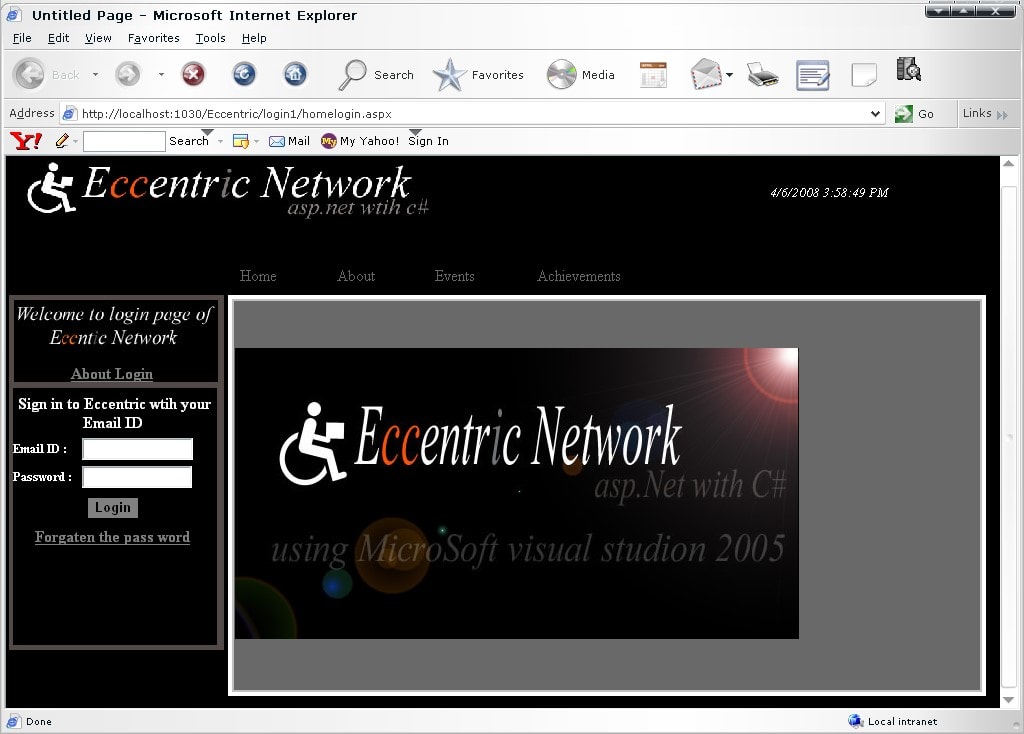 Untitled Page - Microsoft Internet Explorer
File Edit View Favorites Tools Help
Back Search Favorites Media
Address http://localhost:1030/Eccentric/login1/homelogin.aspx Go Links
Y! Search Mail My My Yahoo! Sign In
Eccentric Network
asp.net wtih c#
4/6/2008 3:58:49 PM
Home About Events Achievements
Welcome to login page of
Eccntic Network
About Login
Sign in to Eccentric wtih your
Email ID
Email ID :
Password :
Login
Forgaten the pass word
Eccentric Network
asp.Net with C#
using MicroSoft visual studion 2005
Done Local intranet